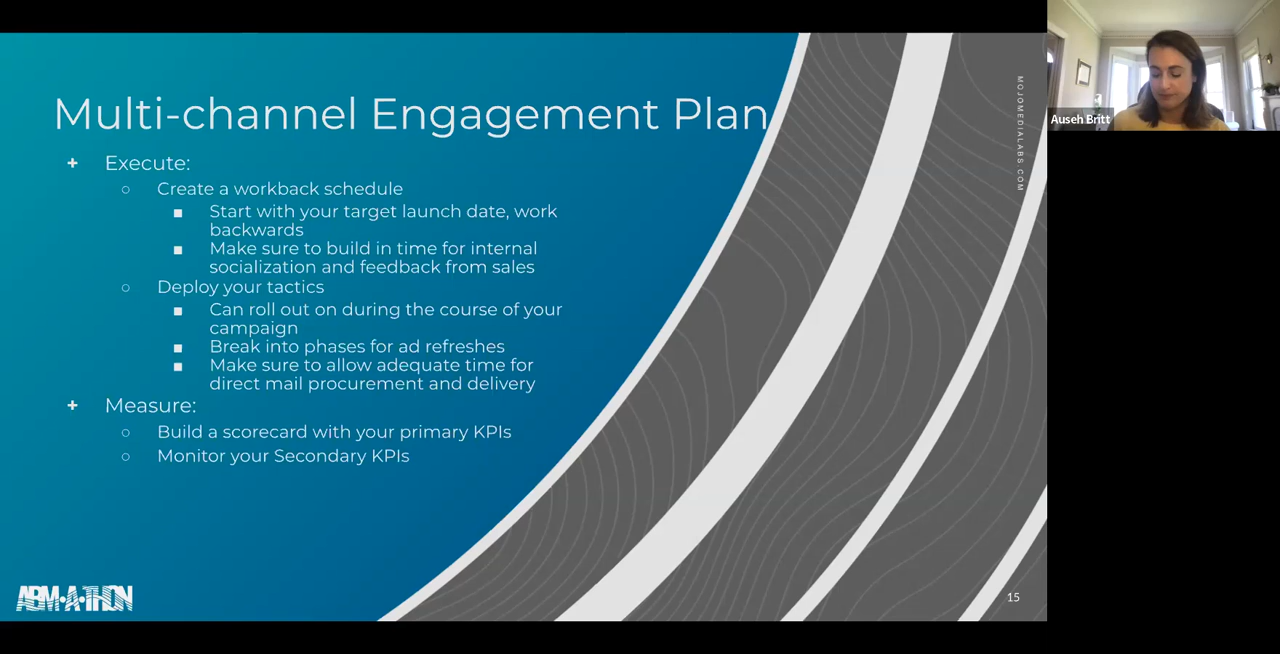 Multi-channel Engagement Plan
+ Execute:
○ Create a workback schedule
■ Start with your target launch date, work
backwards
■ Make sure to build in time for internal
socialization and feedback from sales
○ Deploy your tactics
■ Can roll out on during the course of your
campaign
■ Break into phases for ad refreshes
■ Make sure to allow adequate time for
direct mail procurement and delivery
+ Measure:
○ Build a scorecard with your primary KPIs
○ Monitor your Secondary KPIs
ABM-A-THON
15
MOJOMEDIALABS.COM
Auseh Britt